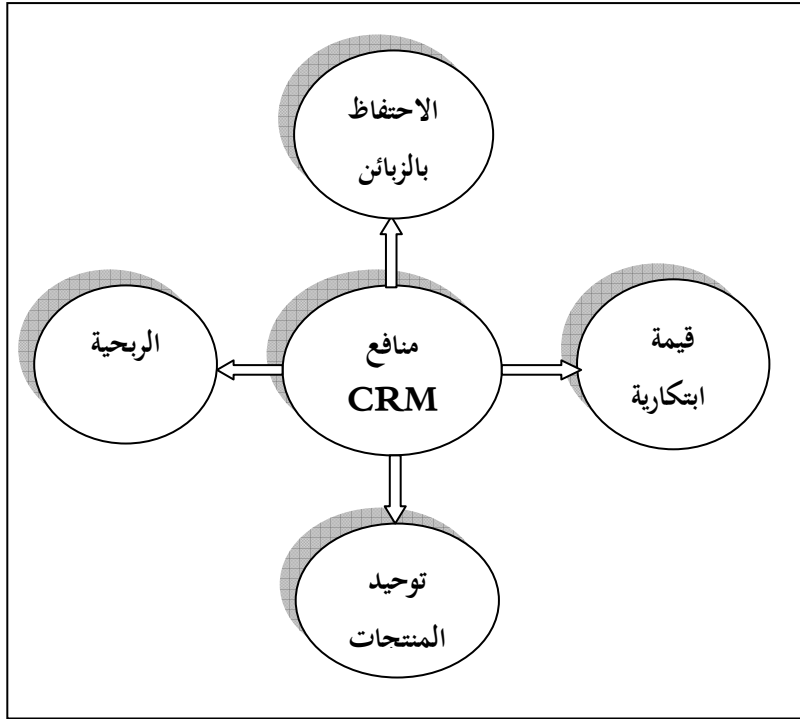 الاحتفاظ
بالزبائن
قيمة
ابتكارية
منافع
CRM
الربحية
توحيد
المنتجات